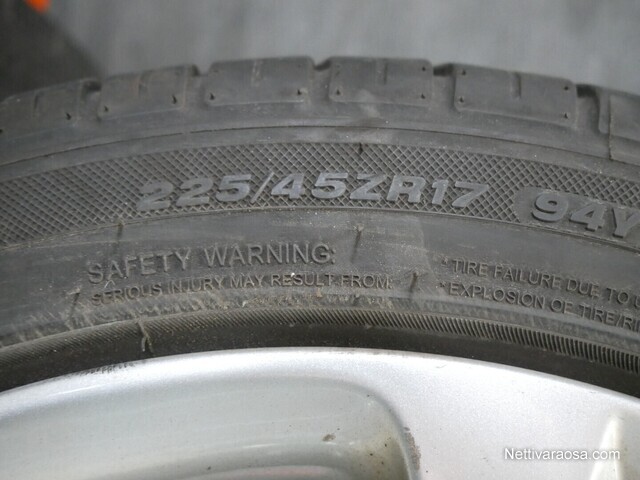 225/45ZR17 94Y
SAFETY WARNING:
SERIOUS INJURY MAY RESULT FROM:
*TIRE FAILURE DUE TO
*EXPLOSION OF TIRE/R
Nettivaraosa.com